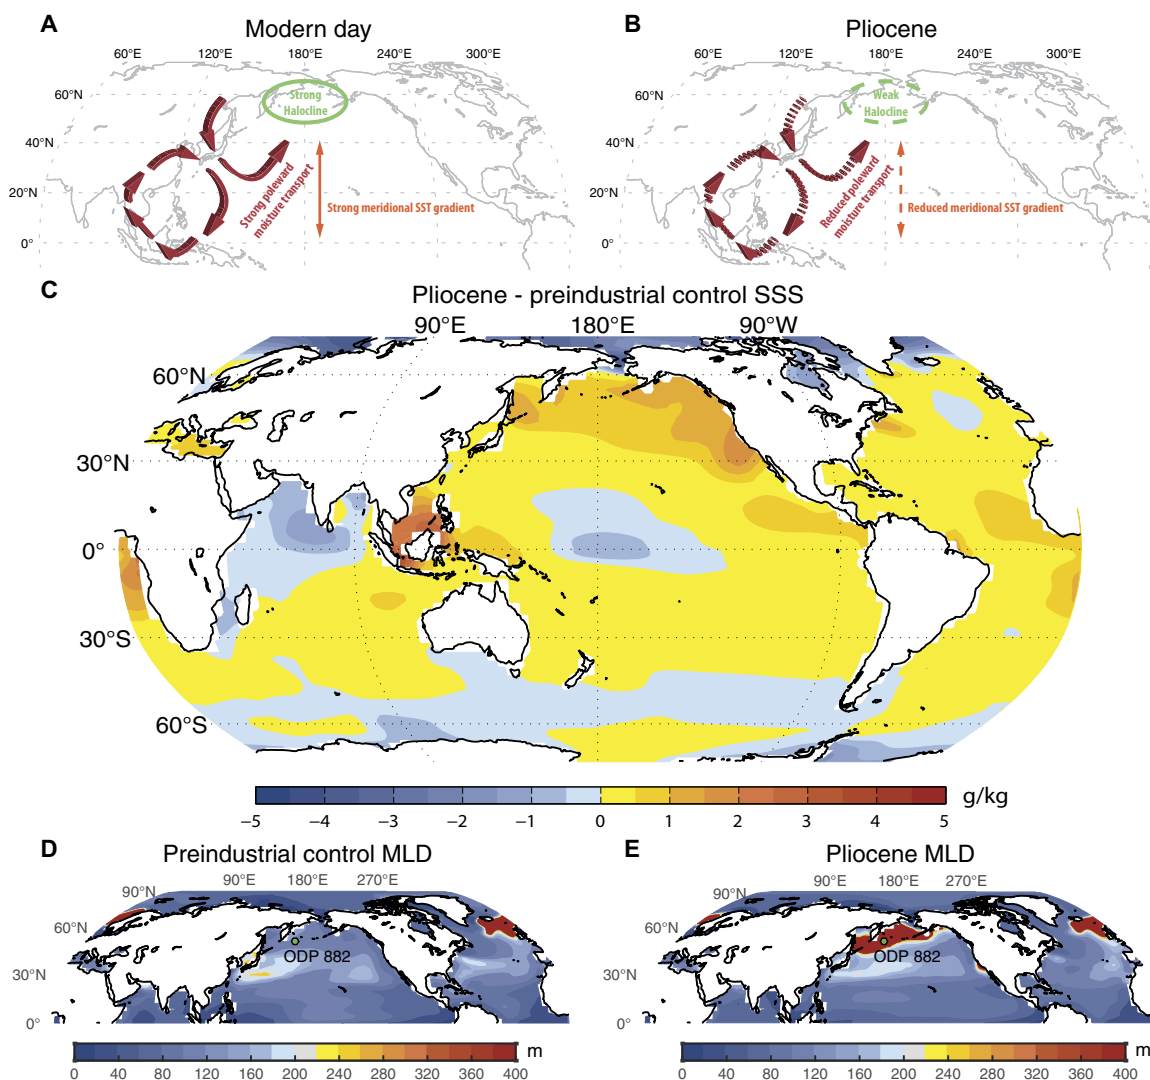 A
Modern day
60°E
120°E
180°E
240°E
300°E
60°N
40°N
20°N
0°
Strong
Halocline
Strong poleward
moisture transport
Strong meridional SST gradient
B
Pliocene
60°E
120°E
180°E
240°E
300°E
60°N
40°N
20°N
0°
Weak
Halocline
Reduced poleward
moisture transport
Reduced meridional SST gradient
C
Pliocene - preindustrial control SSS
90°E
180°E
90°W
60°N
30°N
0°
30°S
60°S
−5 −4 −3 −2 −1 0 1 2 3 4 5
g/kg
D
Preindustrial control MLD
90°E
180°E
270°E
90°N
60°N
30°N
0°
ODP 882
0 40 80 120 160 200 240 280 320 360 400
m
E
Pliocene MLD
90°E
180°E
270°E
90°N
60°N
30°N
0°
ODP 882
0 40 80 120 160 200 240 280 320 360 400
m